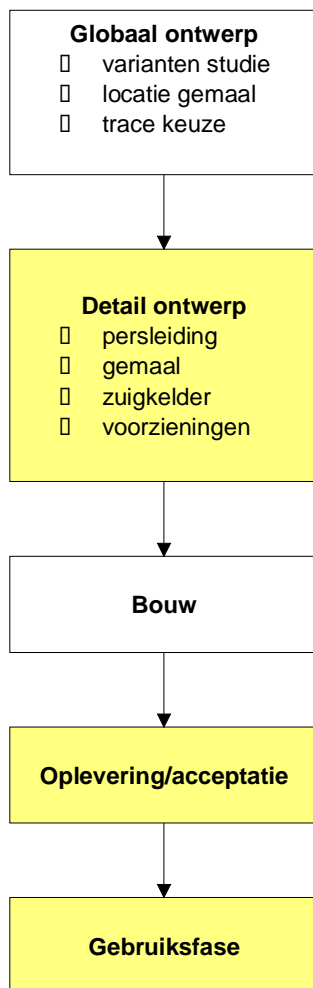 Globaal ontwerp
▯ varianten studie
▯ locatie gemaal
▯ trace keuze
Detail ontwerp
▯ persleiding
▯ gemaal
▯ zuigkelder
▯ voorzieningen
Bouw
Oplevering/acceptatie
Gebruiksfase